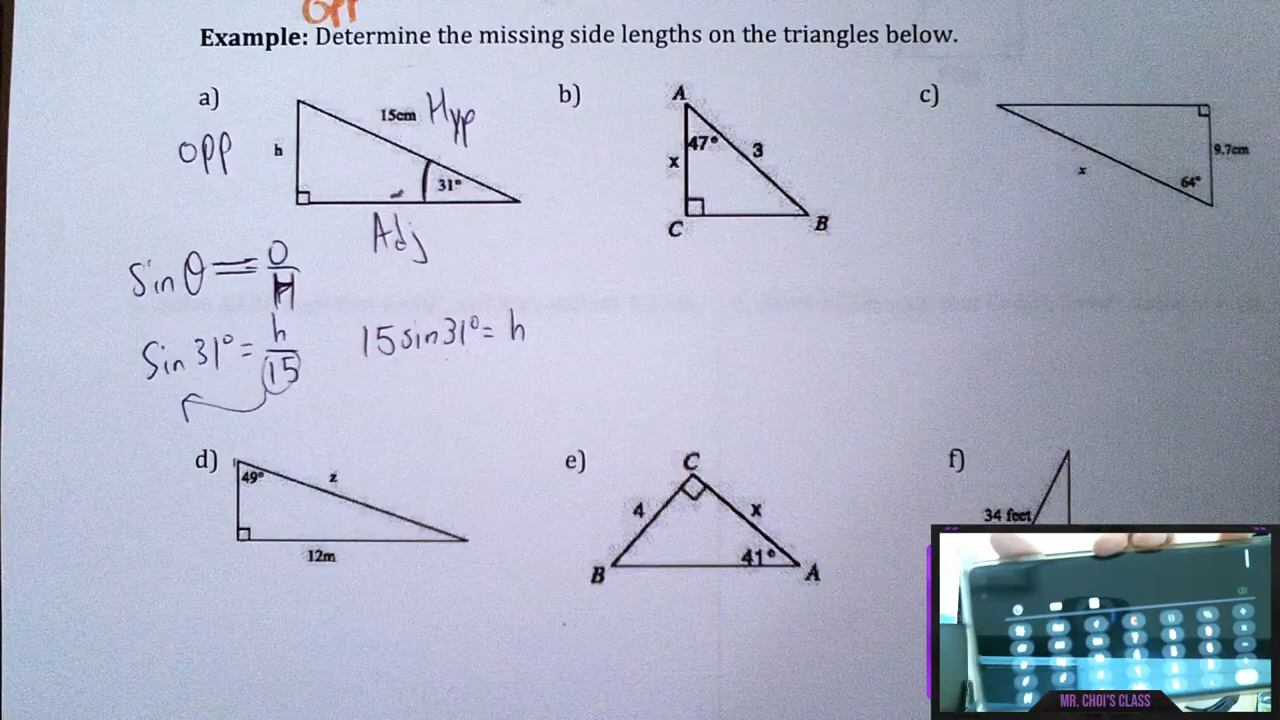 Opp
Example: Determine the missing side lengths on the triangles below.
a)
15cm
Hyp
Opp
h
31°
Adj
b)
A
47°
3
x
C
B
c)
9.7cm
x
64°
Sin θ = O/H
Sin 31° = h/15
15 sin 31° = h
d)
49°
z
12m
e)
C
4
x
41°
B
A
f)
34 feet
MR. CHOI'S CLASS